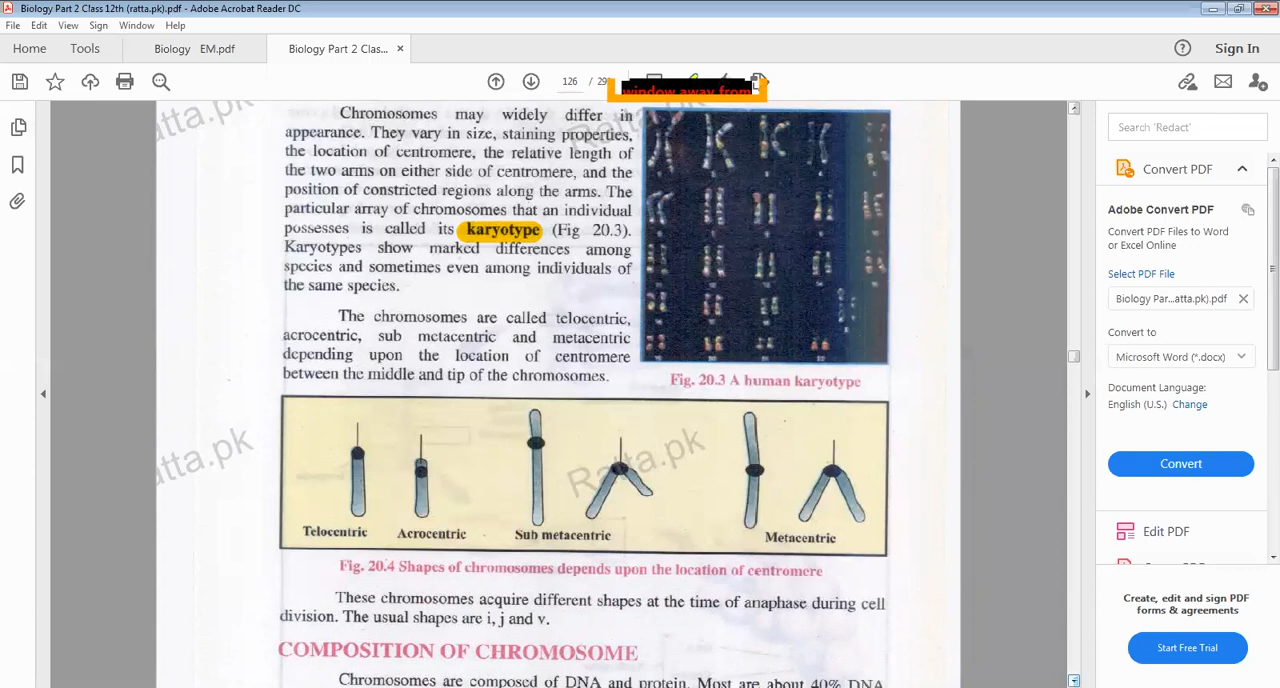 Biology Part 2 Class 12th (ratta.pk).pdf - Adobe Acrobat Reader DC
File Edit View Sign Window Help
Home Tools Biology EM.pdf Biology Part 2 Clas... × Sign In
126 / 29
window away from
Ratta.pk
Ratta.pk
Chromosomes may widely differ in
appearance. They vary in size, staining properties,
the location of centromere, the relative length of
the two arms on either side of centromere, and the
position of constricted regions along the arms. The
particular array of chromosomes that an individual
possesses is called its karyotype (Fig 20.3).
Karyotypes show marked differences among
species and sometimes even among individuals of
the same species.
The chromosomes are called telocentric,
acrocentric, sub metacentric and metacentric
depending upon the location of centromere
between the middle and tip of the chromosomes.
Fig. 20.3 A human karyotype
Ratta.pk
Ratta.pk
Telocentric Acrocentric Sub metacentric Metacentric
Fig. 20.4 Shapes of chromosomes depends upon the location of centromere
These chromosomes acquire different shapes at the time of anaphase during cell
division. The usual shapes are i, j and v.
COMPOSITION OF CHROMOSOME
Chromosomes are composed of DNA and protein. Most are about 40% DNA
Search 'Redact'
Convert PDF
Adobe Convert PDF
Convert PDF Files to Word
or Excel Online
Select PDF File
Biology Par...atta.pk).pdf
Convert to
Microsoft Word (*.docx)
Document Language:
English (U.S.) Change
Convert
Edit PDF
Create, edit and sign PDF
forms & agreements
Start Free Trial